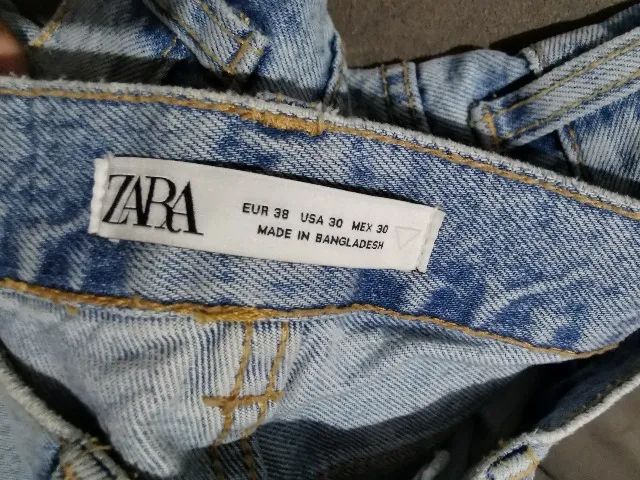 ZARA
EUR 38 USA 30 MEX 30
MADE IN BANGLADESH